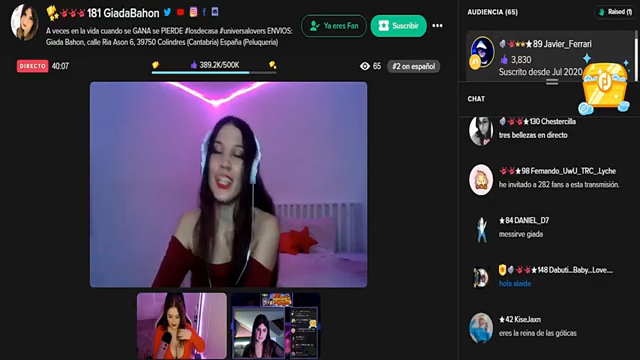 181 GiadaBahon
A veces en la vida cuando se GANA se PIERDE #losdecasa #universalovers ENVIOS:
Giada Bahon, calle Ria Ason 6, 39750 Colindres (Cantabria) España (Peluqueria)
Ya eres Fan
Suscribir
DIRECTO 40:07
389.2K/500K
65
#2 on español
AUDIENCIA (65)
Raised (1)
#1
89 Javier_Ferrari
3,830
Suscrito desde Jul 2020
CHAT
130 Chestercilla
tres bellezas en directo
98 Fernando_UwU_TRC_.Lyche
he invitado a 282 fans a esta transmisión.
84 DANIEL_D7
messirve giada
148 Dabuti...Baby...Love....
hola alaide
42 KiseJaxn
eres la reina de las góticas